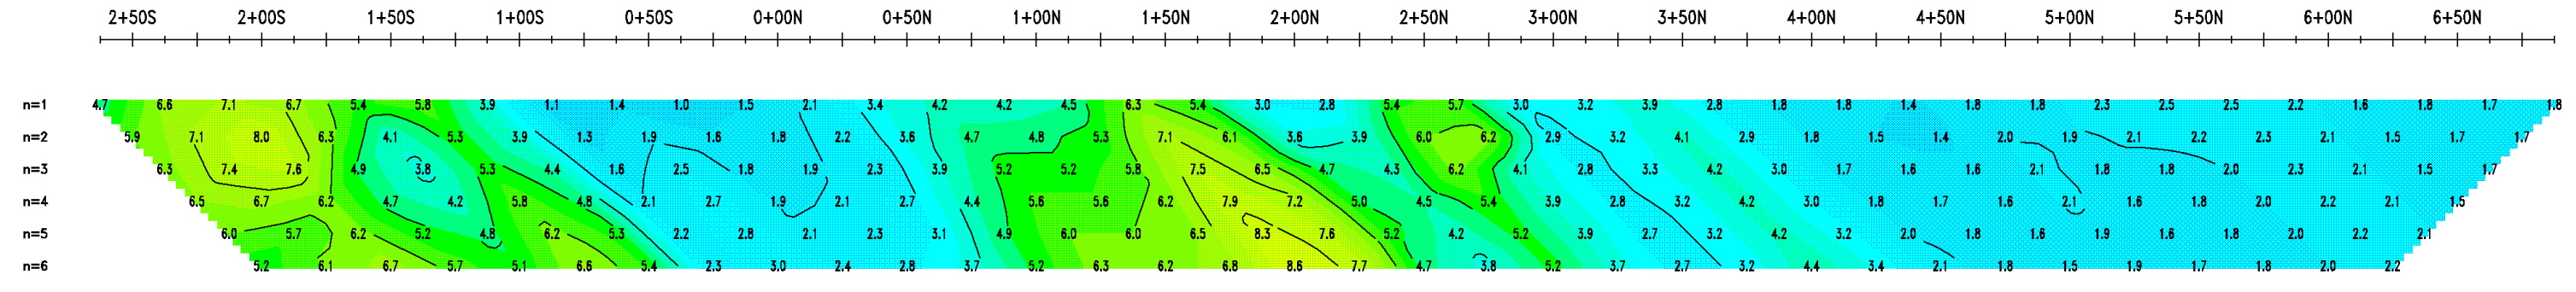 2+50S 2+00S 1+50S 1+00S 0+50S 0+00N 0+50N 1+00N 1+50N 2+00N 2+50N 3+00N 3+50N 4+00N 4+50N 5+00N 5+50N 6+00N 6+50N
n=1 4.7 6.6 7.1 6.7 5.4 5.8 3.9 1.1 1.4 1.0 1.5 2.1 3.4 4.2 4.2 4.5 6.3 5.4 3.0 2.8 5.4 5.7 3.0 3.2 3.9 2.8 1.8 1.8 1.4 1.8 1.8 2.3 2.5 2.5 2.2 1.6 1.8 1.7 1.8
n=2 5.9 7.1 8.0 6.3 4.1 5.3 3.9 1.3 1.9 1.6 1.8 2.2 3.6 4.7 4.8 5.3 7.1 6.1 3.6 3.9 6.0 6.2 2.9 3.2 4.1 2.9 1.8 1.5 1.4 2.0 1.9 2.1 2.2 2.3 2.1 1.5 1.7 1.7
n=3 6.3 7.4 7.6 4.9 3.8 5.3 4.4 1.6 2.5 1.8 1.9 2.3 3.9 5.2 5.2 5.8 7.5 6.5 4.7 4.3 6.2 4.1 2.8 3.3 4.2 3.0 1.7 1.6 1.6 2.1 1.8 1.8 2.0 2.3 2.1 1.5 1.7
n=4 6.5 6.7 6.2 4.7 4.2 5.8 4.8 2.1 2.7 1.9 2.1 2.7 4.4 5.6 5.6 6.2 7.9 7.2 5.0 4.5 5.4 3.9 2.8 3.2 4.2 3.0 1.8 1.7 1.6 2.1 1.6 1.8 2.0 2.2 2.1 1.5
n=5 6.0 5.7 6.2 5.2 4.8 6.2 5.3 2.2 2.8 2.1 2.3 3.1 4.9 6.0 6.0 6.5 8.3 7.6 5.2 4.2 5.2 3.9 2.7 3.2 4.2 3.2 2.0 1.8 1.6 1.9 1.6 1.8 2.0 2.2 2.1
n=6 5.2 6.1 6.7 5.7 5.1 6.6 5.4 2.3 3.0 2.4 2.8 3.7 5.2 6.3 6.2 6.8 8.6 7.7 4.7 3.8 5.2 3.7 2.7 3.2 4.4 3.4 2.1 1.8 1.5 1.9 1.7 1.8 2.0 2.2